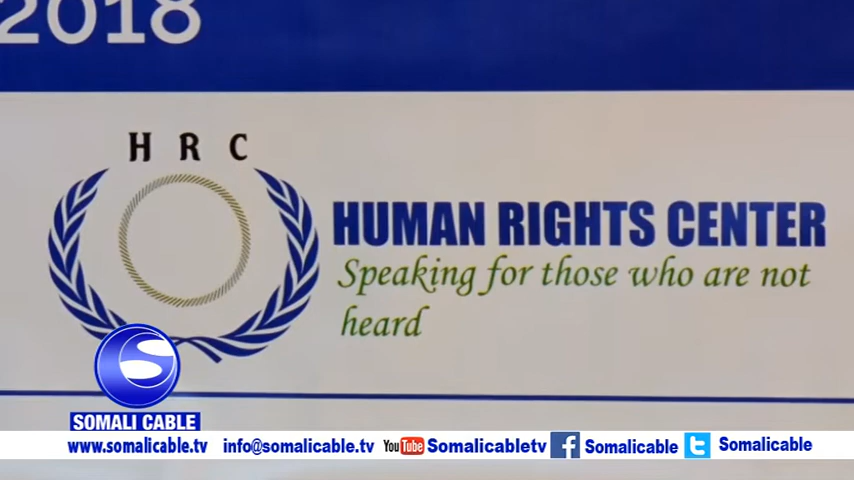 2018
H R C
HUMAN RIGHTS CENTER
Speaking for those who are not
heard
S
SOMALI CABLE
www.somalicable.tv info@somalicable.tv YouTube Somalicabletv f Somalicable t Somalicable